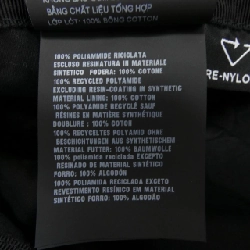 BẰNG CHẤT LIỆU TỔNG HỢP
LỚP LÓT: 100% BÔNG COTTON
100% POLIAMMIDE RICICLATA
ESCLUSO RESINATURA IN MATERIALE
SINTETICO FODERA: 100% COTONE
100% RECYCLED POLYAMIDE
EXCLUDING RESIN-COATING IN SYNTHETIC
MATERIAL LINING: 100% COTTON
100% POLYAMIDE RECYCLÉ SAUF
RÉSINES EN MATIÈRE SYNTHÉTIQUE
DOUBLURE: 100% COTON
100% RECYCELTES POLYAMID OHNE
BESCHICHTUNGEN AUS SYNTHETISCHEM
MATERIAL FUTTER: 100% BAUMWOLLE
100% poliamida reciclada EXCEPTO
RECUBRIMIENTO RESINADO EN MATERIAL SINTÉTICO
FORRO: 100% ALGODÓN
100% POLIAMIDA RECICLADA EXCETO
REVESTIMENTO RESÍNICO EM MATERIAL
SINTÉTICO FORRO: 100% ALGODÃO
RE-NYLO